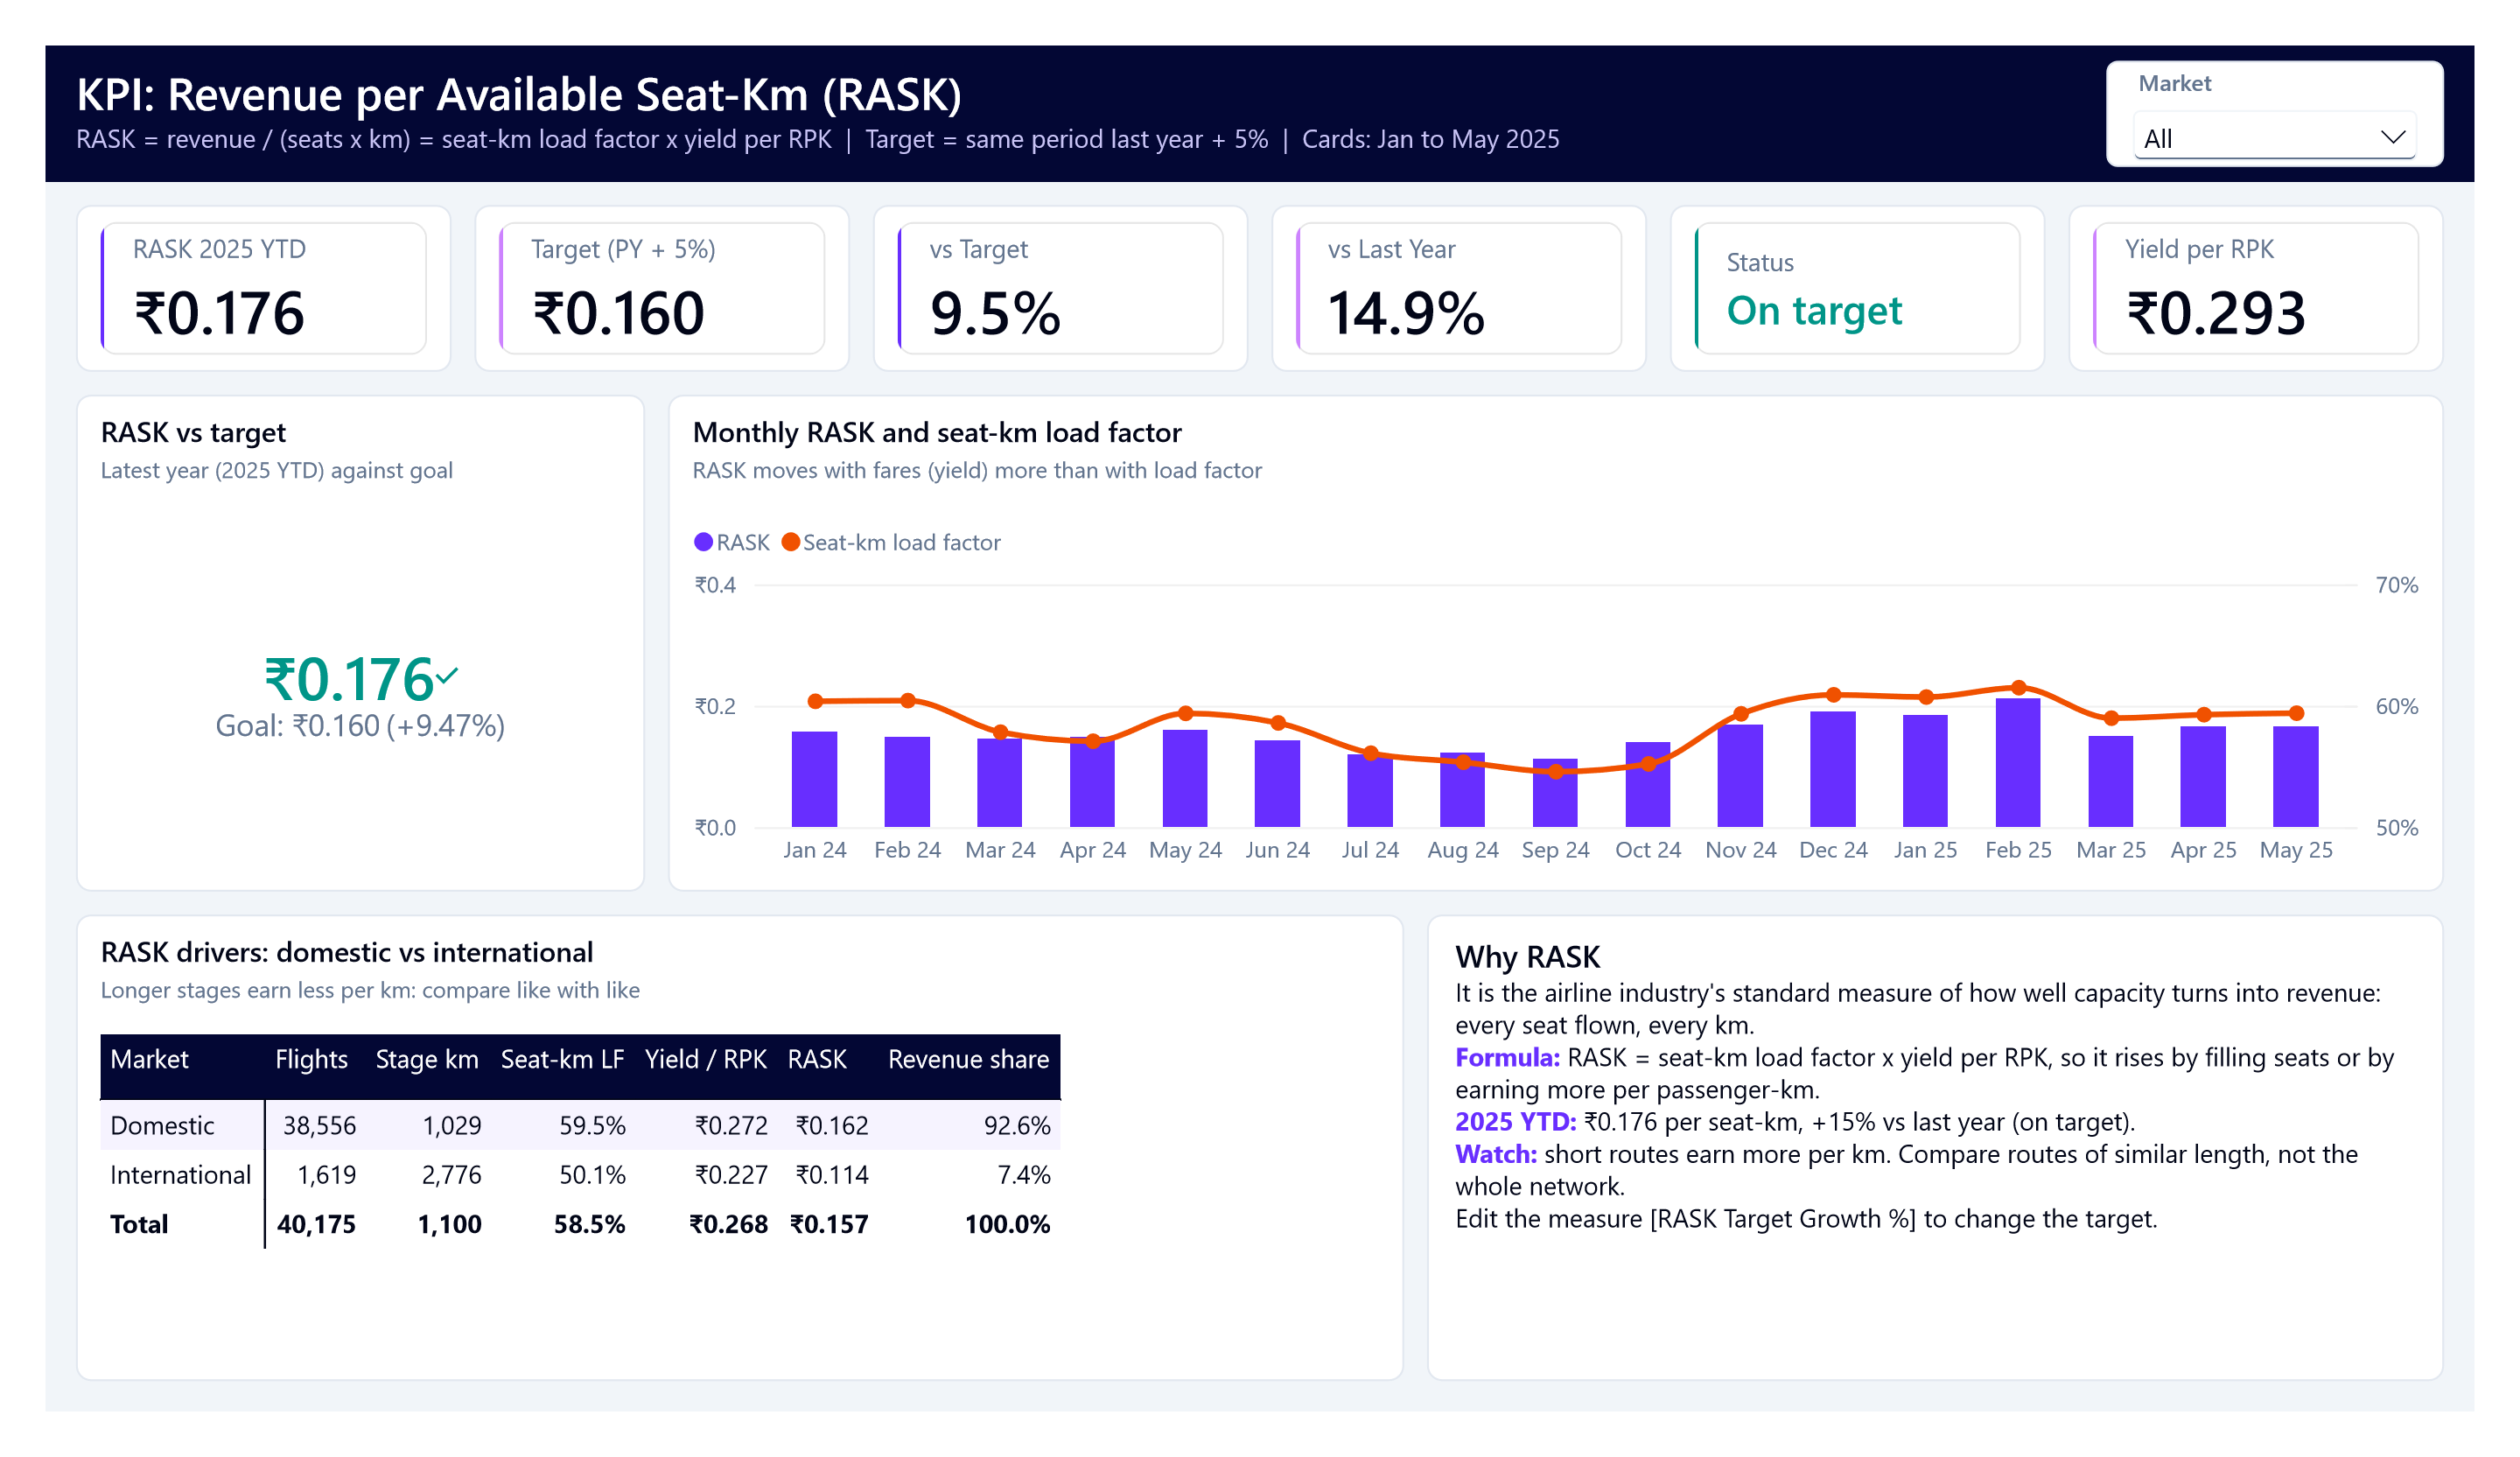 KPI: Revenue per Available Seat-Km (RASK)
RASK = revenue / (seats x km) = seat-km load factor x yield per RPK | Target = same period last year + 5% | Cards: Jan to May 2025
Market
All
RASK 2025 YTD
₹0.176
Target (PY + 5%)
₹0.160
vs Target
9.5%
vs Last Year
14.9%
Status
On target
Yield per RPK
₹0.293
RASK vs target
Latest year (2025 YTD) against goal
₹0.176
Goal: ₹0.160 (+9.47%)
Monthly RASK and seat-km load factor
RASK moves with fares (yield) more than with load factor
RASK Seat-km load factor
₹0.4 70%
₹0.2 60%
₹0.0 50%
Jan 24 Feb 24 Mar 24 Apr 24 May 24 Jun 24 Jul 24 Aug 24 Sep 24 Oct 24 Nov 24 Dec 24 Jan 25 Feb 25 Mar 25 Apr 25 May 25
RASK drivers: domestic vs international
Longer stages earn less per km: compare like with like
Market Flights Stage km Seat-km LF Yield / RPK RASK Revenue share
Domestic 38,556 1,029 59.5% ₹0.272 ₹0.162 92.6%
International 1,619 2,776 50.1% ₹0.227 ₹0.114 7.4%
Total 40,175 1,100 58.5% ₹0.268 ₹0.157 100.0%
Why RASK
It is the airline industry's standard measure of how well capacity turns into revenue:
every seat flown, every km.
Formula: RASK = seat-km load factor x yield per RPK, so it rises by filling seats or by
earning more per passenger-km.
2025 YTD: ₹0.176 per seat-km, +15% vs last year (on target).
Watch: short routes earn more per km. Compare routes of similar length, not the
whole network.
Edit the measure [RASK Target Growth %] to change the target.